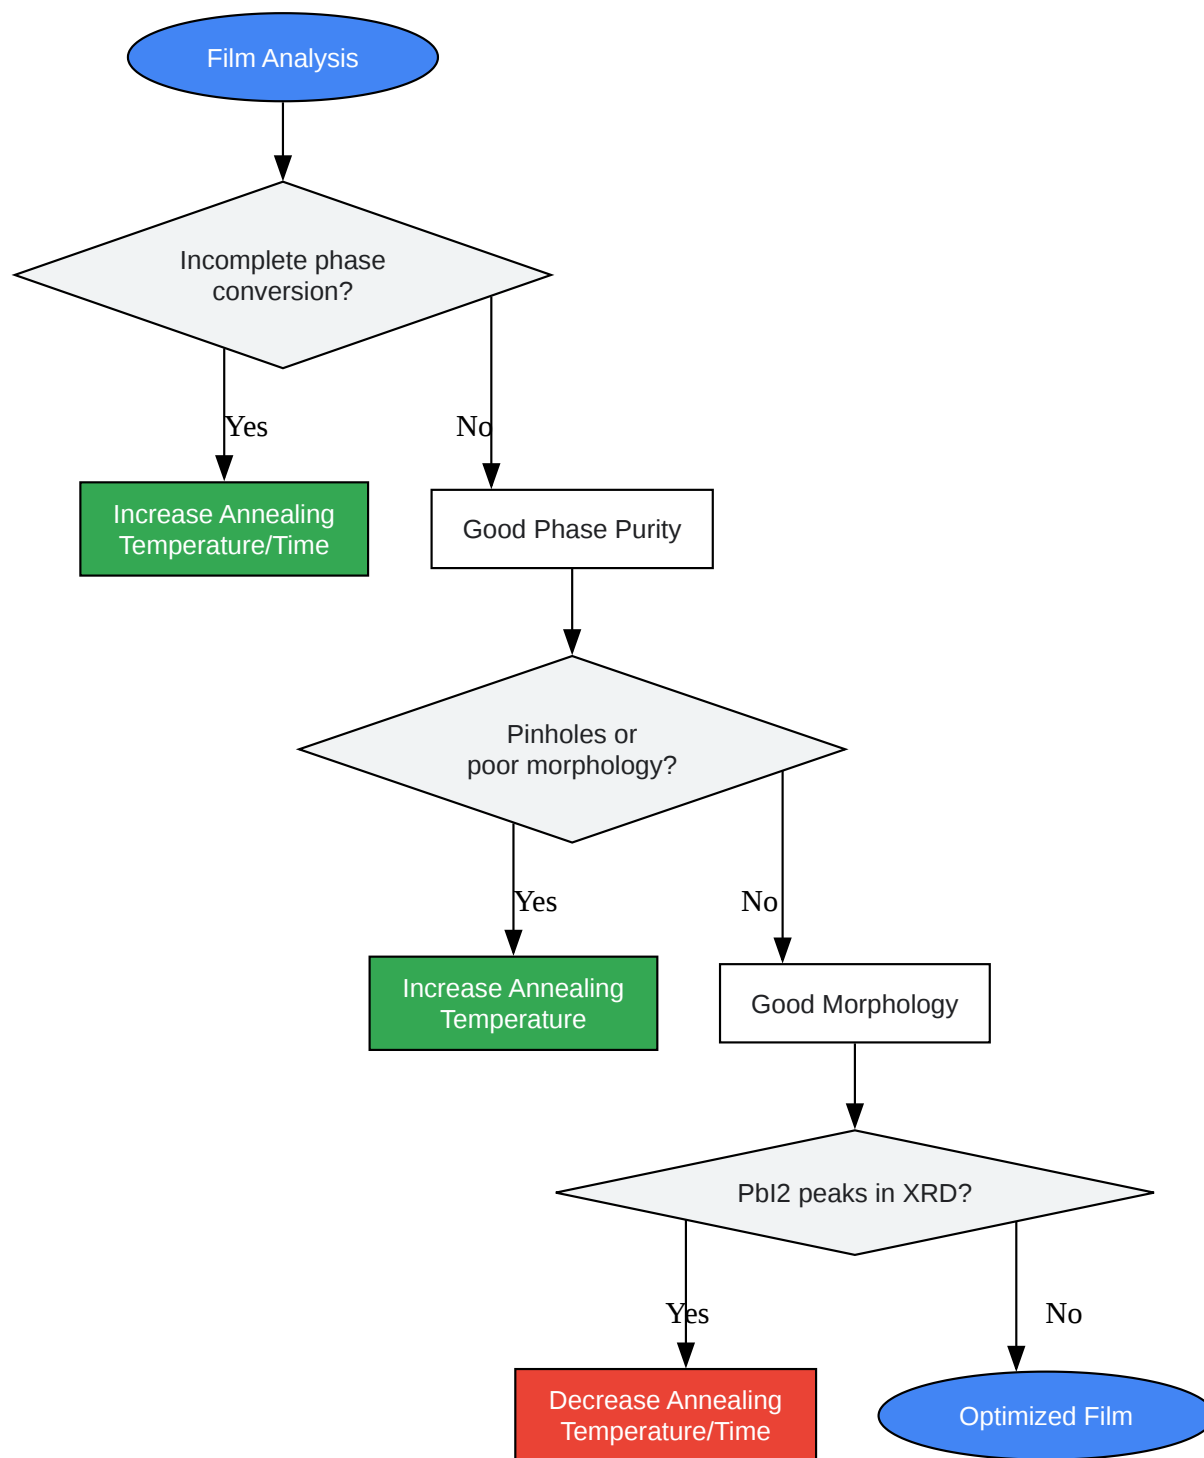 Film Analysis
Incomplete phase
conversion?
Yes
No
Increase Annealing
Temperature/Time
Good Phase Purity
Pinholes or
poor morphology?
Yes
No
Increase Annealing
Temperature
Good Morphology
PbI2 peaks in XRD?
Yes
No
Decrease Annealing
Temperature/Time
Optimized Film